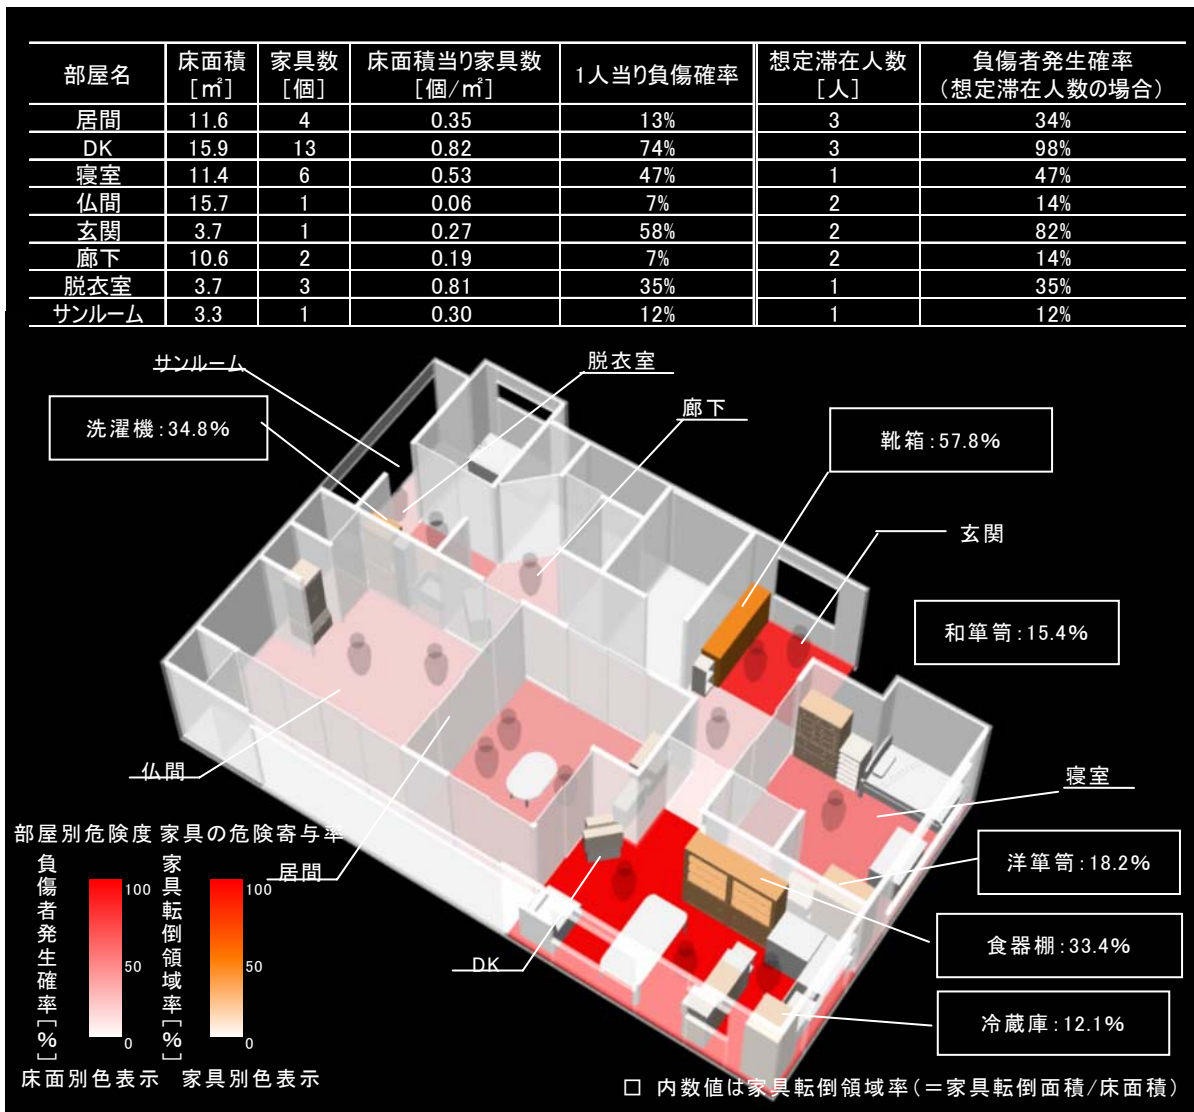 部屋名 床面積[㎡] 家具数[個] 床面積当り家具数[個/㎡] 1人当り負傷確率 想定滞在人数[人] 負傷者発生確率(想定滞在人数の場合)
居間 11.6 4 0.35 13% 3 34%
DK 15.9 13 0.82 74% 3 98%
寝室 11.4 6 0.53 47% 1 47%
仏間 15.7 1 0.06 7% 2 14%
玄関 3.7 1 0.27 58% 2 82%
廊下 10.6 2 0.19 7% 2 14%
脱衣室 3.7 3 0.81 35% 1 35%
サンルーム 3.3 1 0.30 12% 1 12%
サンルーム
脱衣室
廊下
洗濯機:34.8%
靴箱:57.8%
玄関
和箪笥:15.4%
仏間
寝室
洋箪笥:18.2%
居間
食器棚:33.4%
DK
冷蔵庫:12.1%
部屋別危険度 家具の危険寄与率
負傷者発生確率[%]
100
50
0
家具転倒領域率[%]
100
50
0
床面別色表示 家具別色表示
□ 内数値は家具転倒領域率(=家具転倒面積/床面積)